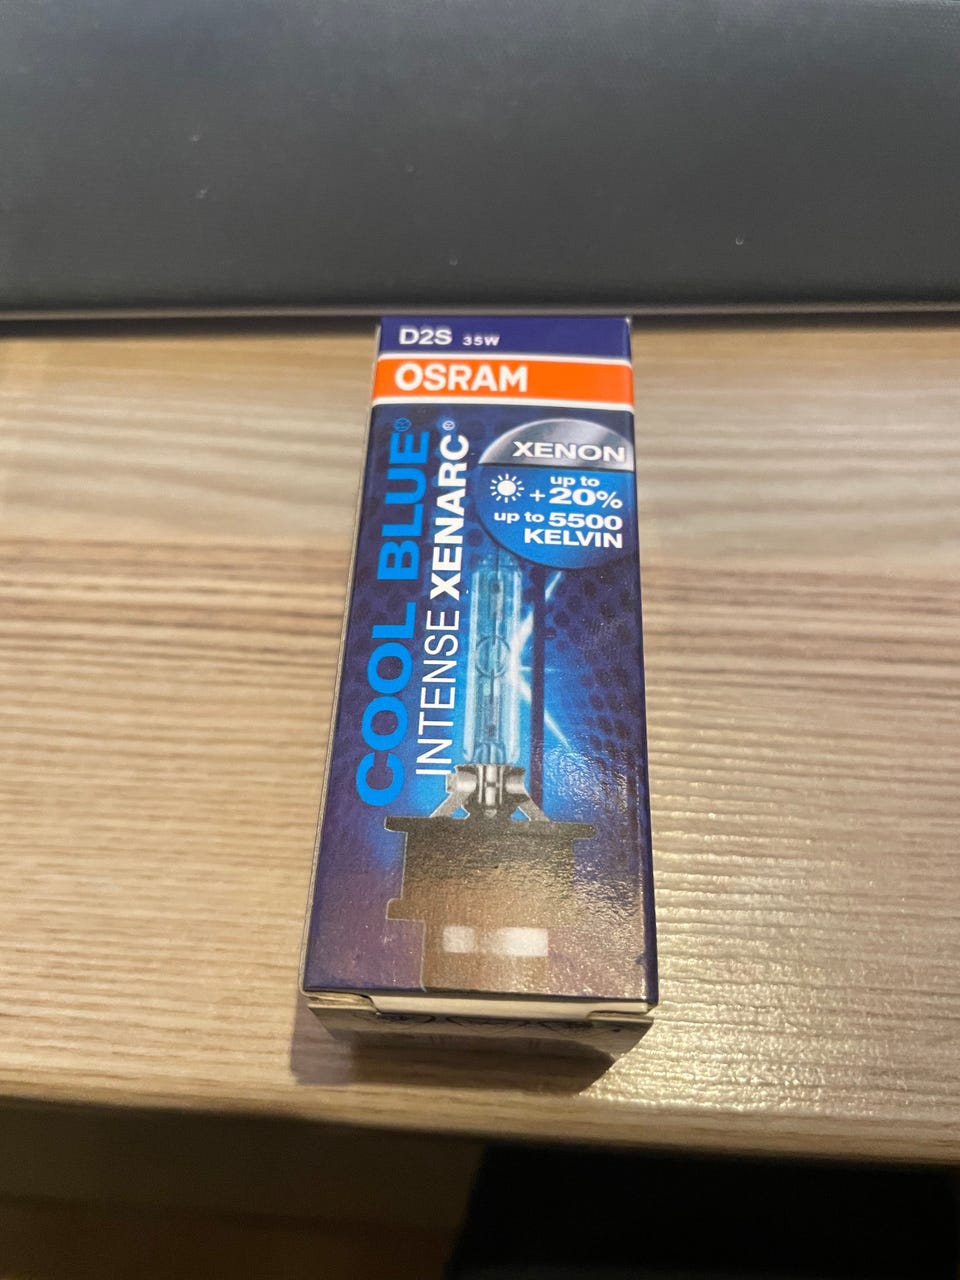 D2S 35W
OSRAM
COOL BLUE®
INTENSE XENARC®
XENON
up to
+20%
up to 5500
KELVIN